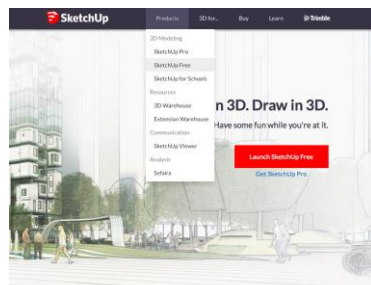 SketchUp
Products 3D for... Buy Learn Trimble
3D Modeling
SketchUp Pro
SketchUp Free
SketchUp for Schools
Resources
3D Warehouse
Extension Warehouse
Communication
SketchUp Viewer
Analysis
Sefaira
n 3D. Draw in 3D.
Have some fun while you're at it.
Launch SketchUp Free
Get SketchUp Pro